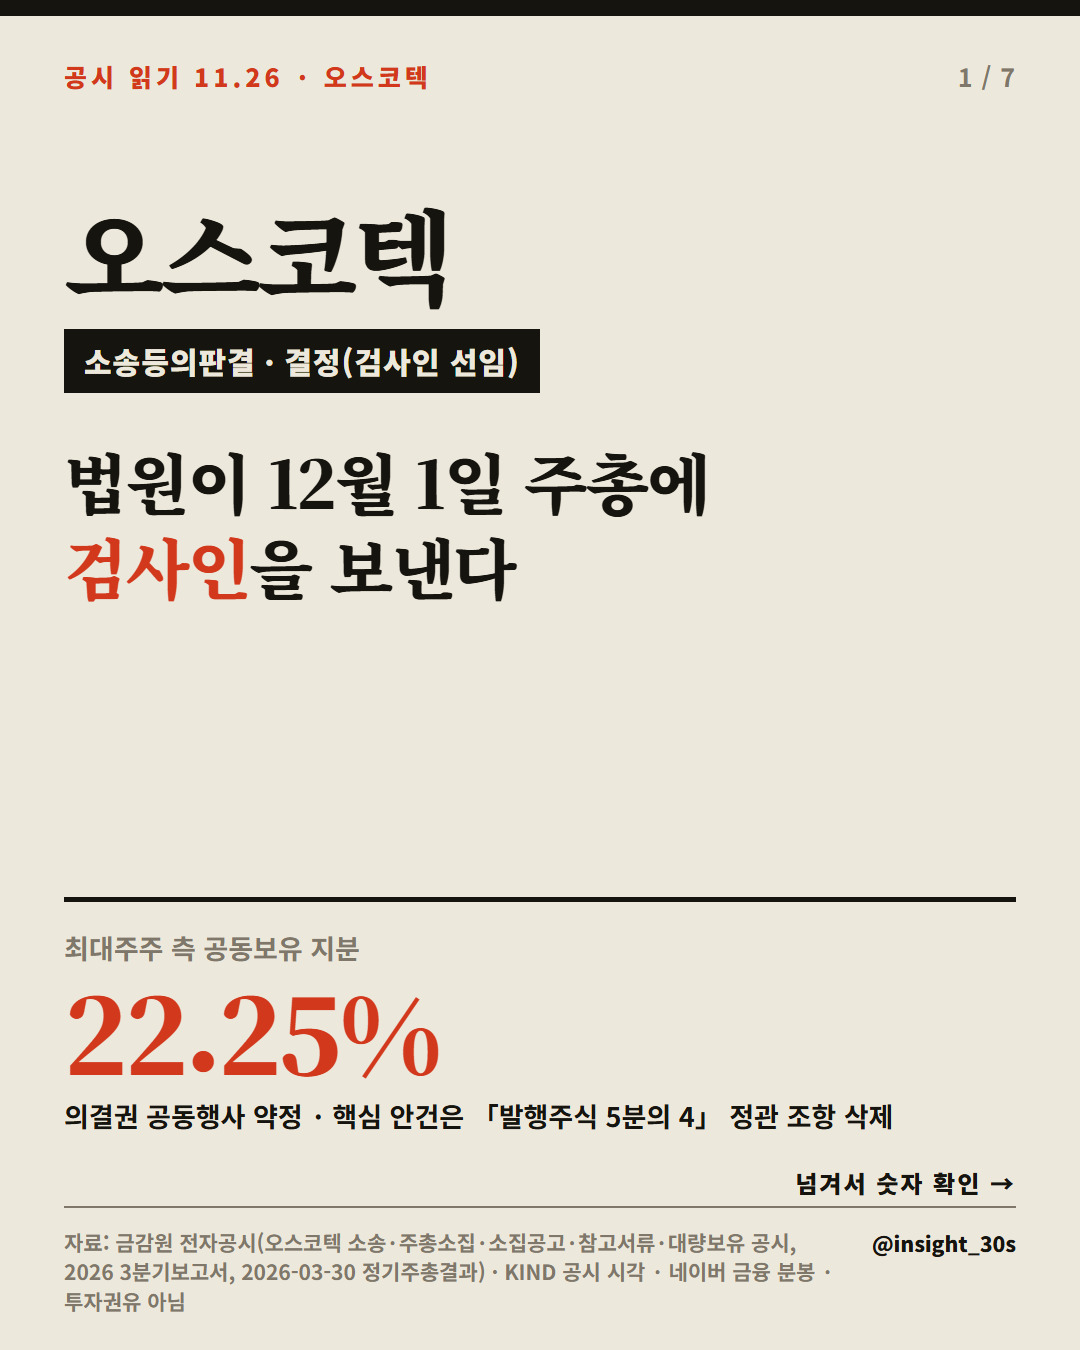 공시 읽기 11.26 · 오스코텍
1 / 7
오스코텍
소송등의판결 · 결정(검사인 선임)
법원이 12월 1일 주총에
검사인을 보낸다
최대주주 측 공동보유 지분
22.25%
의결권 공동행사 약정 · 핵심 안건은 「발행주식 5분의 4」 정관 조항 삭제
넘겨서 숫자 확인 →
자료: 금감원 전자공시(오스코텍 소송·주총소집·소집공고·참고서류·대량보유 공시,
2026 3분기보고서, 2026-03-30 정기주총결과) · KIND 공시 시각 · 네이버 금융 분봉 ·
투자권유 아님
@insight_30s